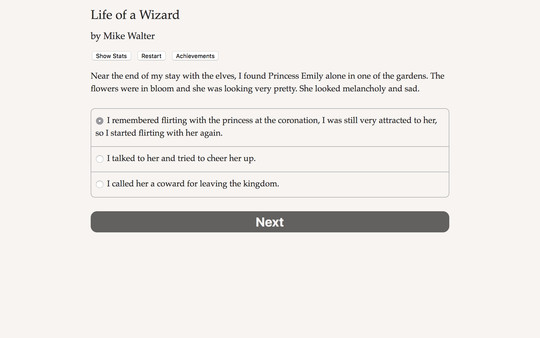 Life of a Wizard
by Mike Walter
Show Stats Restart Achievements
Near the end of my stay with the elves, I found Princess Emily alone in one of the gardens. The
flowers were in bloom and she was looking very pretty. She looked melancholy and sad.
I remembered flirting with the princess at the coronation, I was still very attracted to her,
so I started flirting with her again.
I talked to her and tried to cheer her up.
I called her a coward for leaving the kingdom.
Next